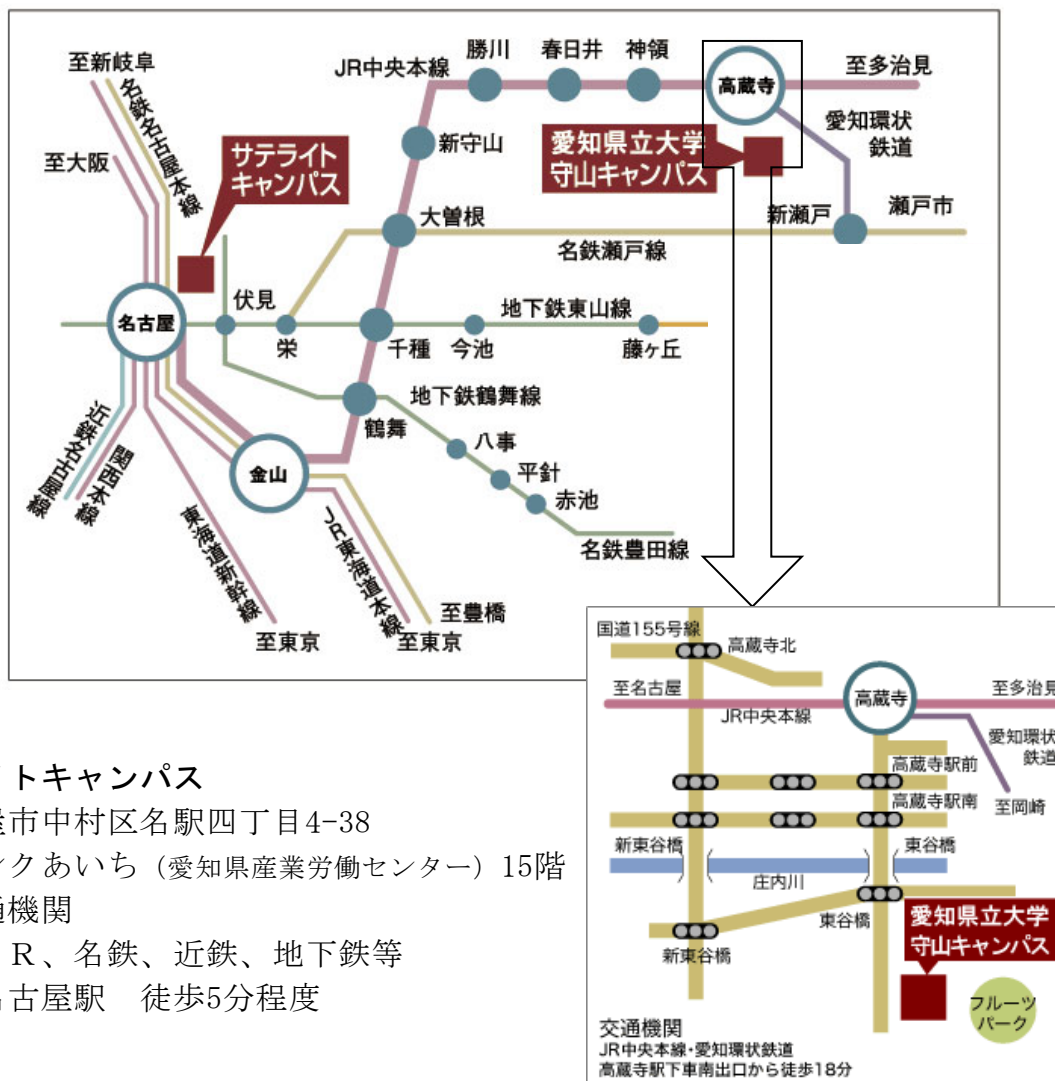 至新岐阜
名鉄名古屋本線
至大阪
サテライト
キャンパス
JR中央本線
勝川
春日井
神領
高蔵寺
至多治見
愛知環状
鉄道
新守山
愛知県立大学
守山キャンパス
大曽根
新瀬戸
瀬戸市
名鉄瀬戸線
名古屋
伏見
栄
千種
今池
地下鉄東山線
藤ヶ丘
地下鉄鶴舞線
鶴舞
八事
平針
赤池
名鉄豊田線
金山
近鉄名古屋線
関西本線
東海道新幹線
JR東海道本線
至豊橋
至東京
至東京
国道155号線
高蔵寺北
至名古屋
高蔵寺
至多治見
JR中央本線
愛知環状
鉄道
高蔵寺駅前
高蔵寺駅南
至岡崎
新東谷橋
東谷橋
庄内川
東谷橋
新東谷橋
愛知県立大学
守山キャンパス
フルーツ
パーク
交通機関
JR中央本線・愛知環状鉄道
高蔵寺駅下車南出口から徒歩18分
トキャンパス
市中村区名駅四丁目4-38
クあいち（愛知県産業労働センター）15階
機関
Ｒ、名鉄、近鉄、地下鉄等
古屋駅　徒歩5分程度